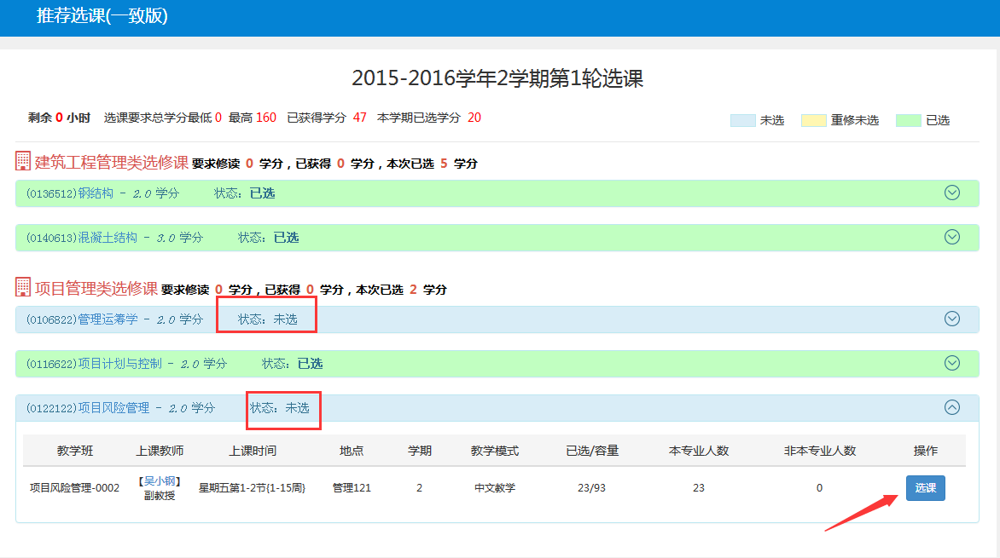 推荐选课(一致版)
2015-2016学年2学期第1轮选课
剩余 0 小时 选课要求总学分最低 0 最高 160 已获得学分 47 本学期已选学分 20 未选 重修未选 已选
建筑工程管理类选修课 要求修读 0 学分，已获得 0 学分，本次已选 5 学分
(0136512)钢结构 - 2.0 学分 状态：已选
(0140613)混凝土结构 - 3.0 学分 状态：已选
项目管理类选修课 要求修读 0 学分，已获得 0 学分，本次已选 2 学分
(0106822)管理运筹学 - 2.0 学分 状态：未选
(0116622)项目计划与控制 - 2.0 学分 状态：已选
(0122122)项目风险管理 - 2.0 学分 状态：未选
教学班 上课教师 上课时间 地点 学期 教学模式 已选/容量 本专业人数 非本专业人数 操作
项目风险管理-0002 【吴小钢】 星期五第1-2节{1-15周} 管理121 2 中文教学 23/93 23 0 选课
副教授